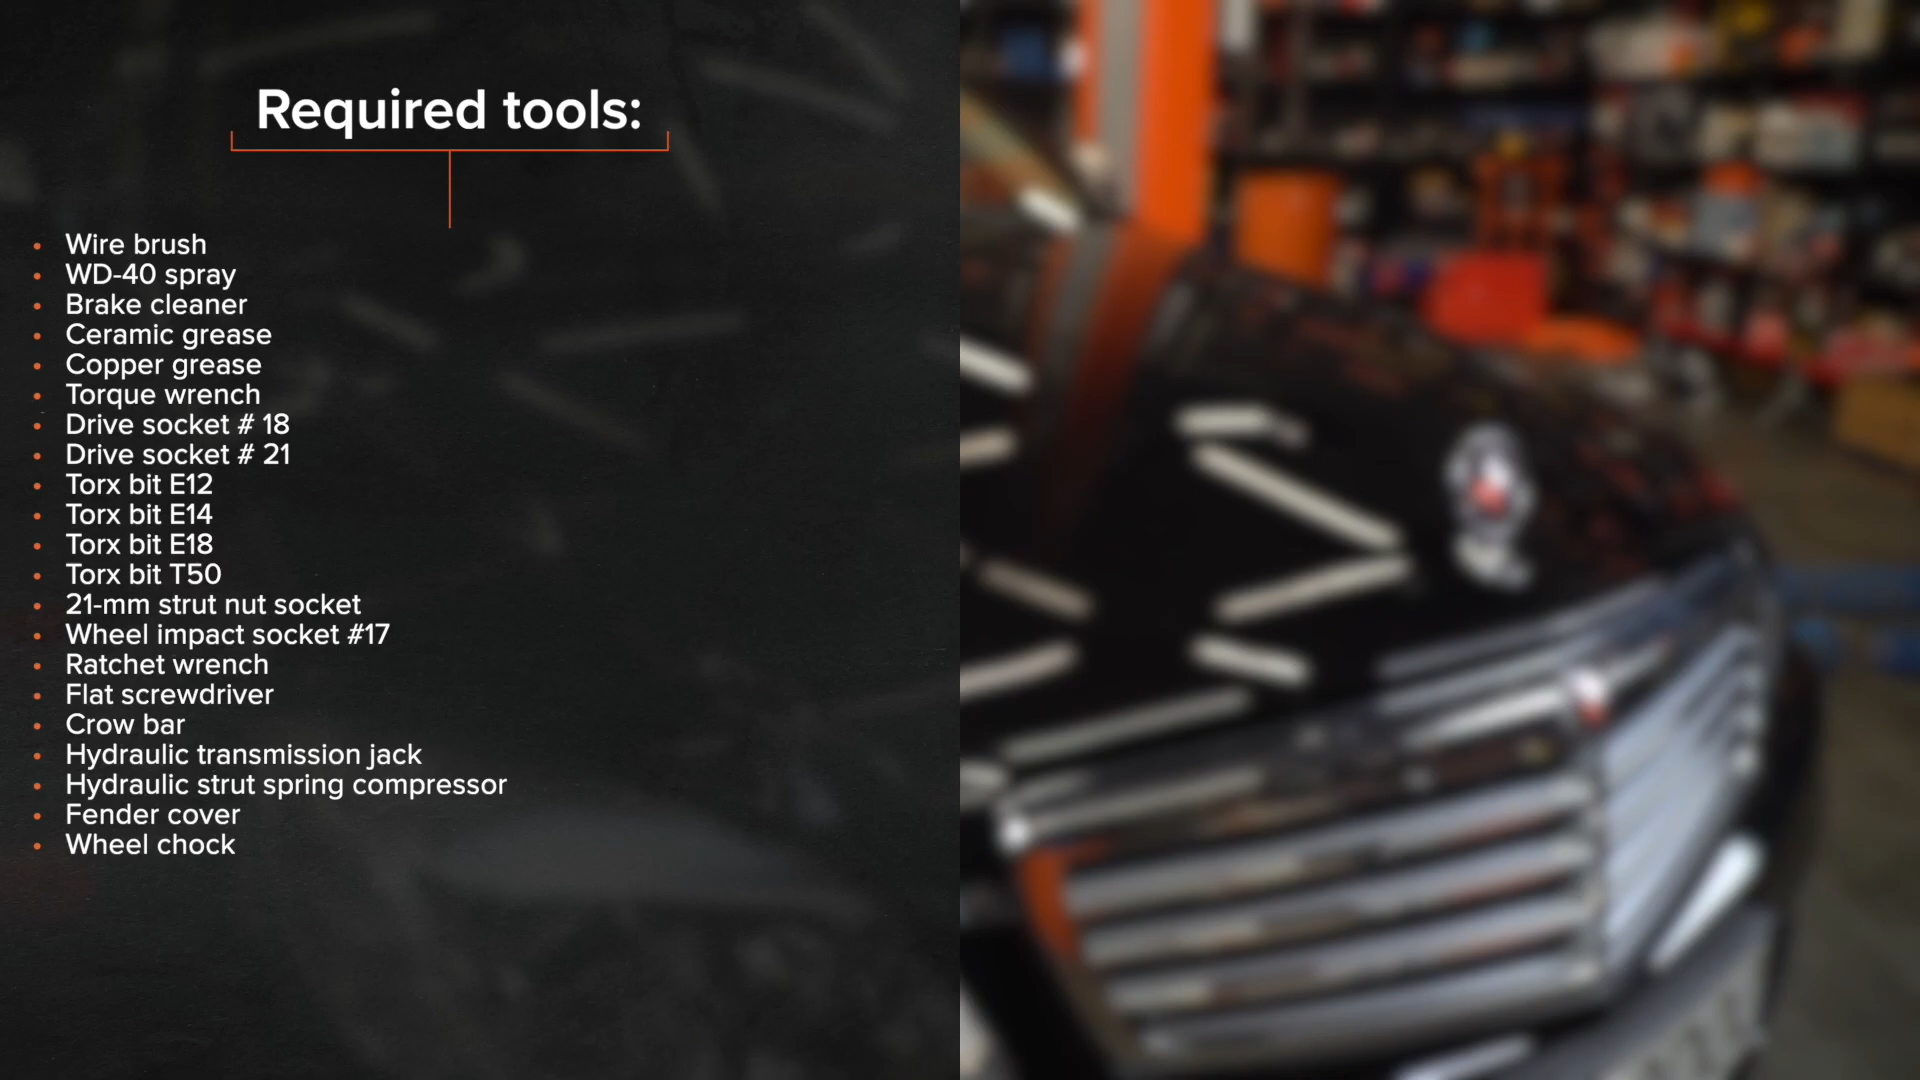 Required tools:
• Wire brush
• WD-40 spray
• Brake cleaner
• Ceramic grease
• Copper grease
• Torque wrench
• Drive socket # 18
• Drive socket # 21
• Torx bit E12
• Torx bit E14
• Torx bit E18
• Torx bit T50
• 21-mm strut nut socket
• Wheel impact socket #17
• Ratchet wrench
• Flat screwdriver
• Crow bar
• Hydraulic transmission jack
• Hydraulic strut spring compressor
• Fender cover
• Wheel chock